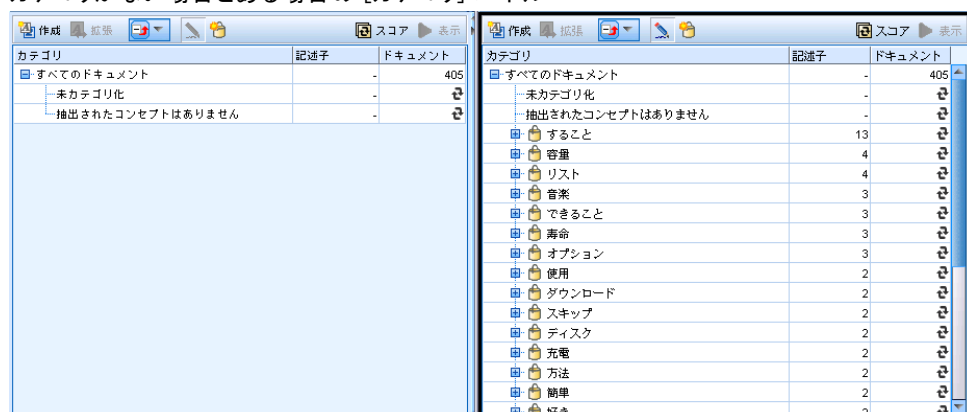 作成 拡張 スコア 表示
カテゴリ 記述子 ドキュメント
すべてのドキュメント - 405
未カテゴリ化 -
抽出されたコンセプトはありません -
作成 拡張 スコア 表示
カテゴリ 記述子 ドキュメント
すべてのドキュメント - 405
未カテゴリ化 -
抽出されたコンセプトはありません -
すること 13
容量 4
リスト 4
音楽 3
できること 3
寿命 3
オプション 3
使用 2
ダウンロード 2
スキップ 2
ディスク 2
充電 2
方法 2
簡単 2